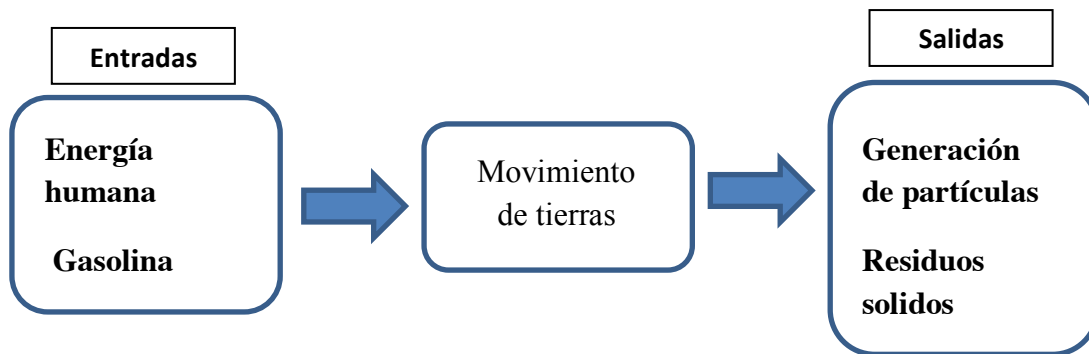 Entradas
Energía
humana
Gasolina
Movimiento
de tierras
Salidas
Generación
de partículas
Residuos
solidos